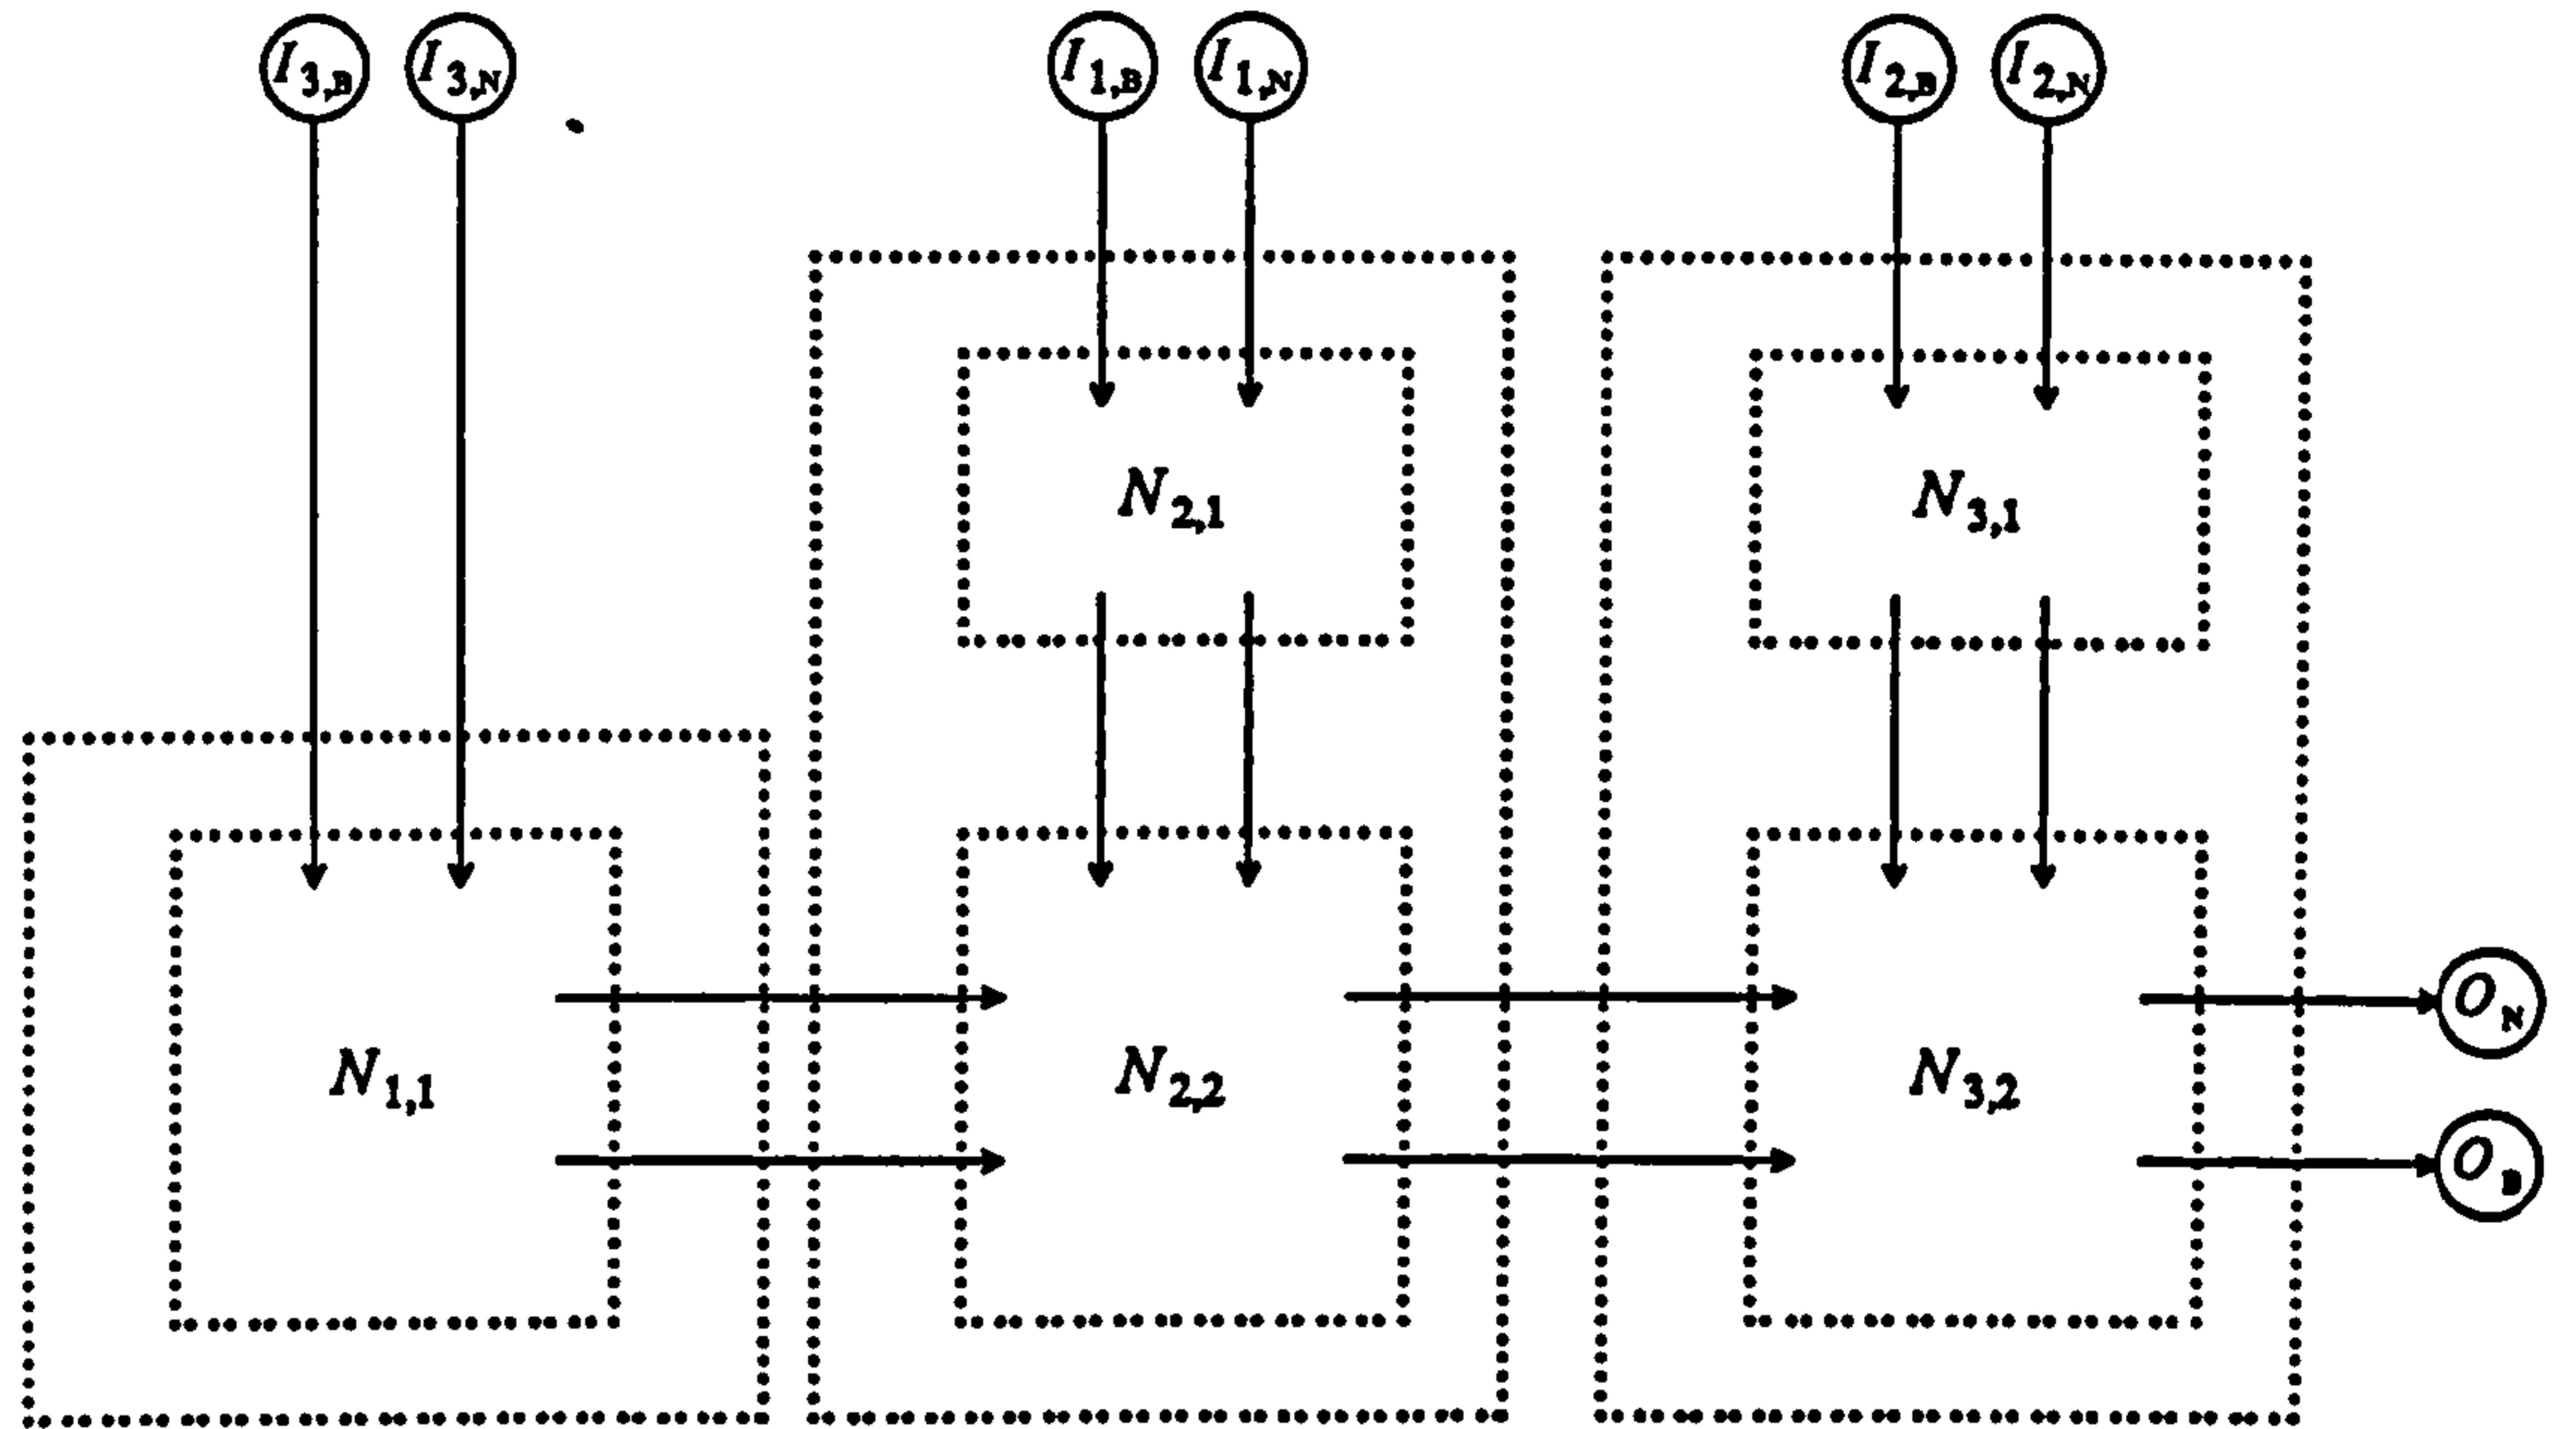 I3,B I3,N I1,B I1,N I2,B I2,N
N2,1 N3,1
N1,1 N2,2 N3,2
ON
OB